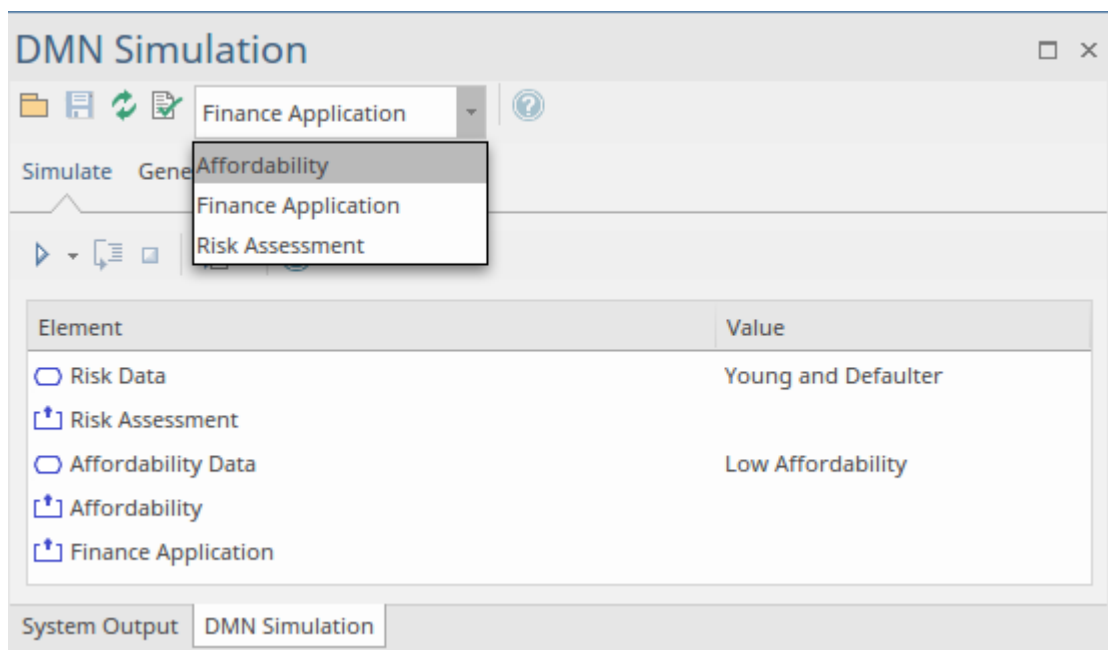 DMN Simulation
Finance Application
Simulate Gene
Affordability
Finance Application
Risk Assessment
Element Value
Risk Data Young and Defaulter
Risk Assessment
Affordability Data Low Affordability
Affordability
Finance Application
System Output DMN Simulation